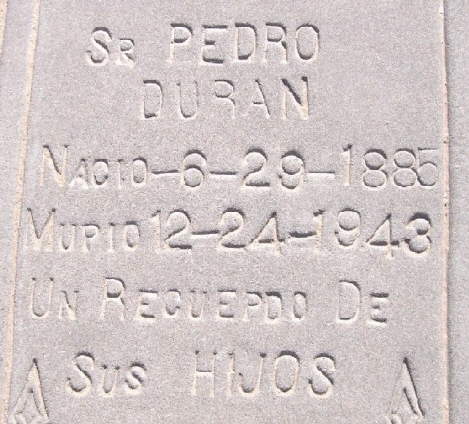 Sr PEDRO
DURAN
NACIO-6-29-1885
MURIO 12-24-1943
UN RECUERDO DE
SUS HIJOS